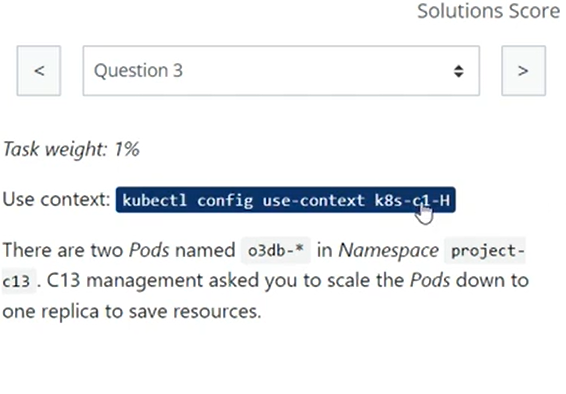 Solutions Score
< Question 3 >
Task weight: 1%
Use context: kubectl config use-context k8s-c1-H
There are two Pods named o3db-* in Namespace project-
c13 . C13 management asked you to scale the Pods down to
one replica to save resources.